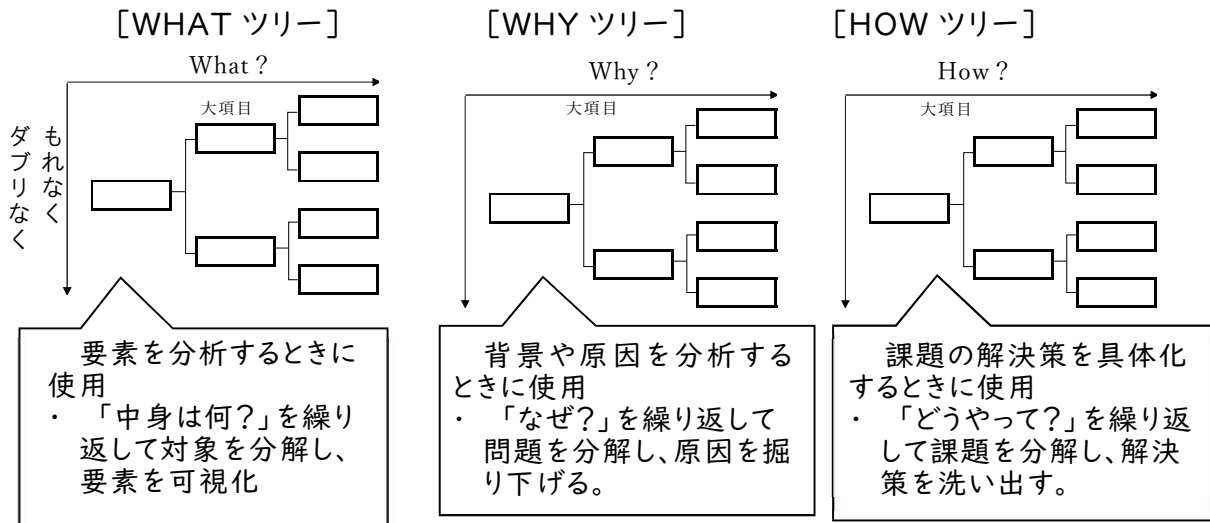 [WHAT ツリー]
What ?
大項目
もれなく
ダブリなく
要素を分析するときに
使用
・ 「中身は何?」を繰り
返して対象を分解し、
要素を可視化
[WHY ツリー]
Why ?
大項目
背景や原因を分析する
ときに使用
・ 「なぜ?」を繰り返して
問題を分解し、原因を掘
り下げる。
[HOW ツリー]
How ?
大項目
課題の解決策を具体化
するときに使用
・ 「どうやって?」を繰り返
して課題を分解し、解決
策を洗い出す。